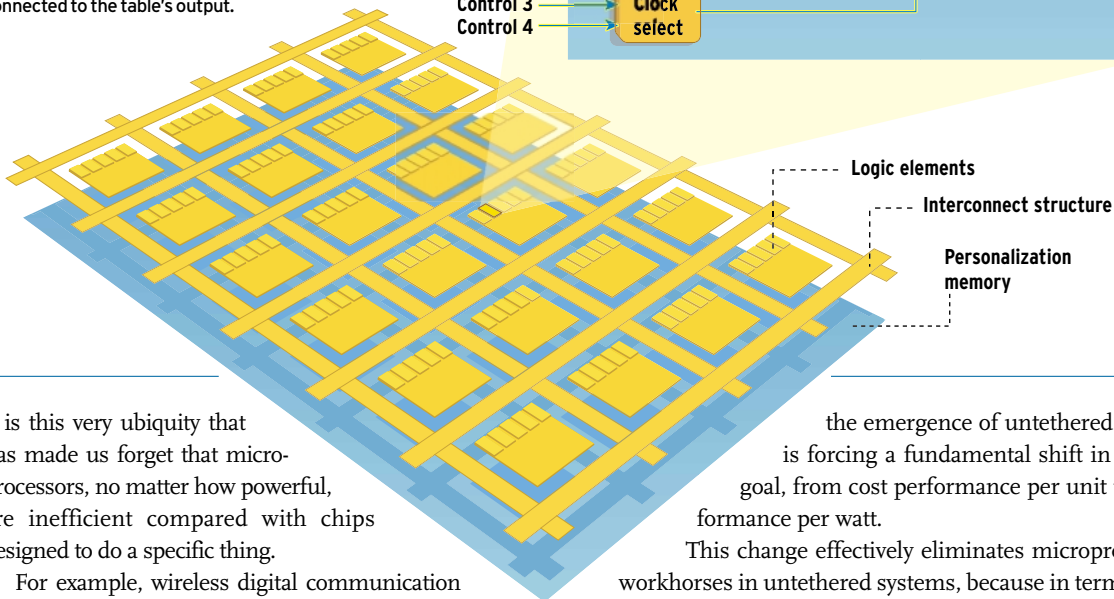 onnected to the table's output.
Control 3
Control 4
Clock
select
Logic elements
Interconnect structure
Personalization
memory
is this very ubiquity that
as made us forget that micro-
rocessors, no matter how powerful,
re inefficient compared with chips
esigned to do a specific thing.
For example, wireless digital communication
the emergence of untethered
is forcing a fundamental shift in
goal, from cost performance per unit
formance per watt.
This change effectively eliminates micropro
workhorses in untethered systems, because in term